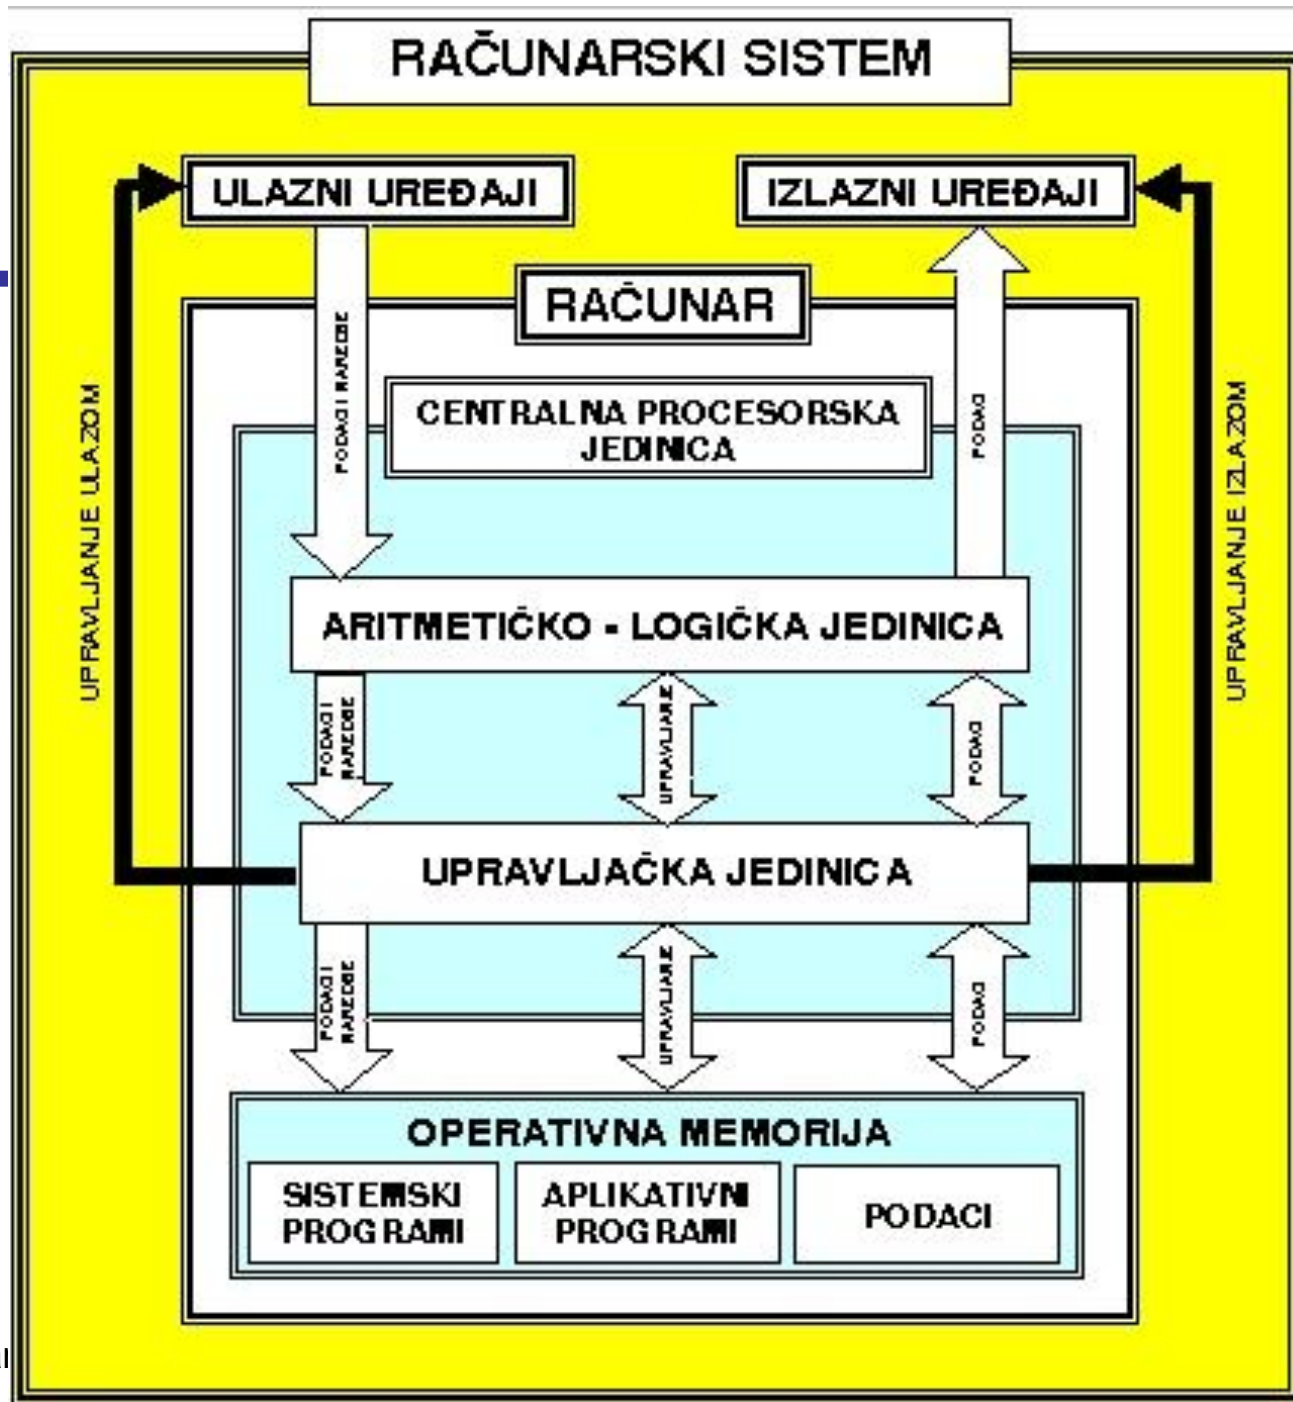 RAČUNARSKI SISTEM
ULAZNI UREĐAJI
IZLAZNI UREĐAJI
RAČUNAR
PODACI I NAREDBE
PODACI
CENTRALNA PROCESORSKA
JEDINICA
UPRAVLJANJE ULAZOM
UPRAVLJANJE IZLAZOM
ARITMETIČKO - LOGIČKA JEDINICA
PODACI I
NAREDBE
UPRAVLJANJE
PODACI
UPRAVLJAČKA JEDINICA
PODACI I
NAREDBE
UPRAVLJANJE
PODACI
OPERATIVNA MEMORIJA
SISTEMSKI
PROGRAMI
APLIKATIVNI
PROGRAMI
PODACI